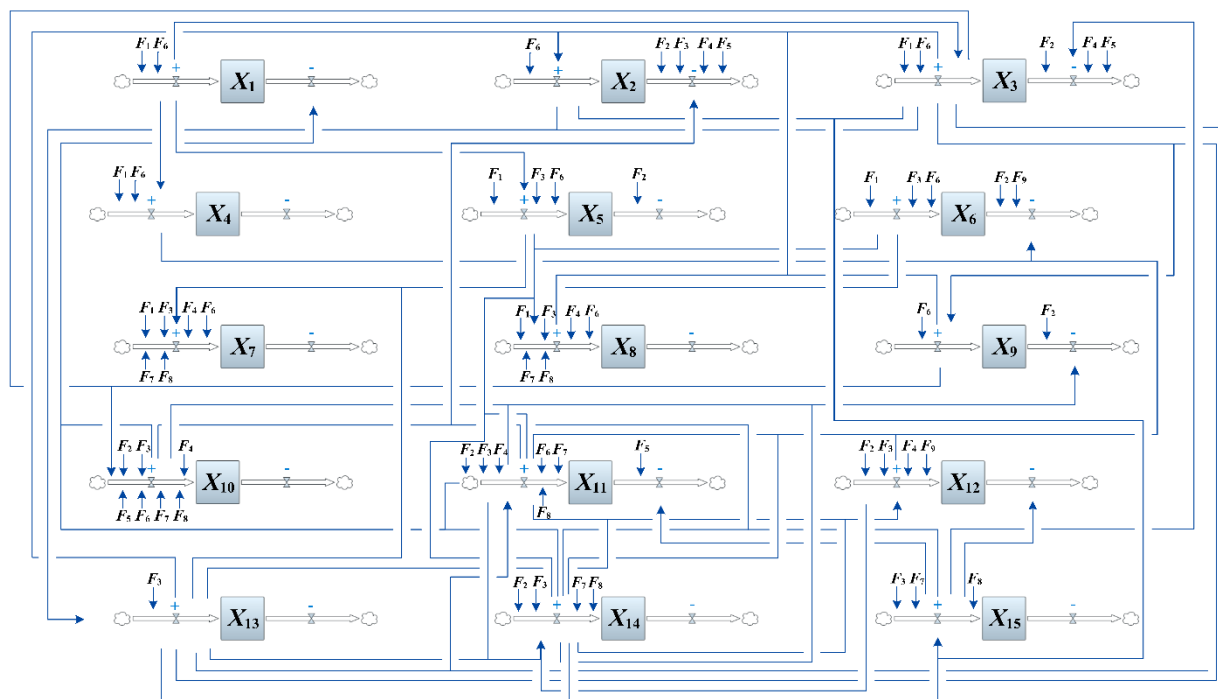 F1 F6 + X1 -
F6 + X2 F2 F3 - F4 F5
F1 F6 + X3 F2 - F4 F5
F1 F6 + X4 -
F1 + F3 F6 X5 F2 -
F1 + F3 F6 X6 F2 F9 -
F1 F3 + F4 F6 X7 -
F7 F8
F1 F3 + F4 F6 X8 -
F7 F8
F6 + X9 F2 -
F2 F3 + F4 X10 -
F5 F6 F7 F8
F2 F3 F4 + F6 F7 X11 F5 -
F8
F2 F3 + F4 F9 X12 -
F3 + X13 -
F2 F3 + F7 F8 X14 -
F3 F7 + F8 X15 -